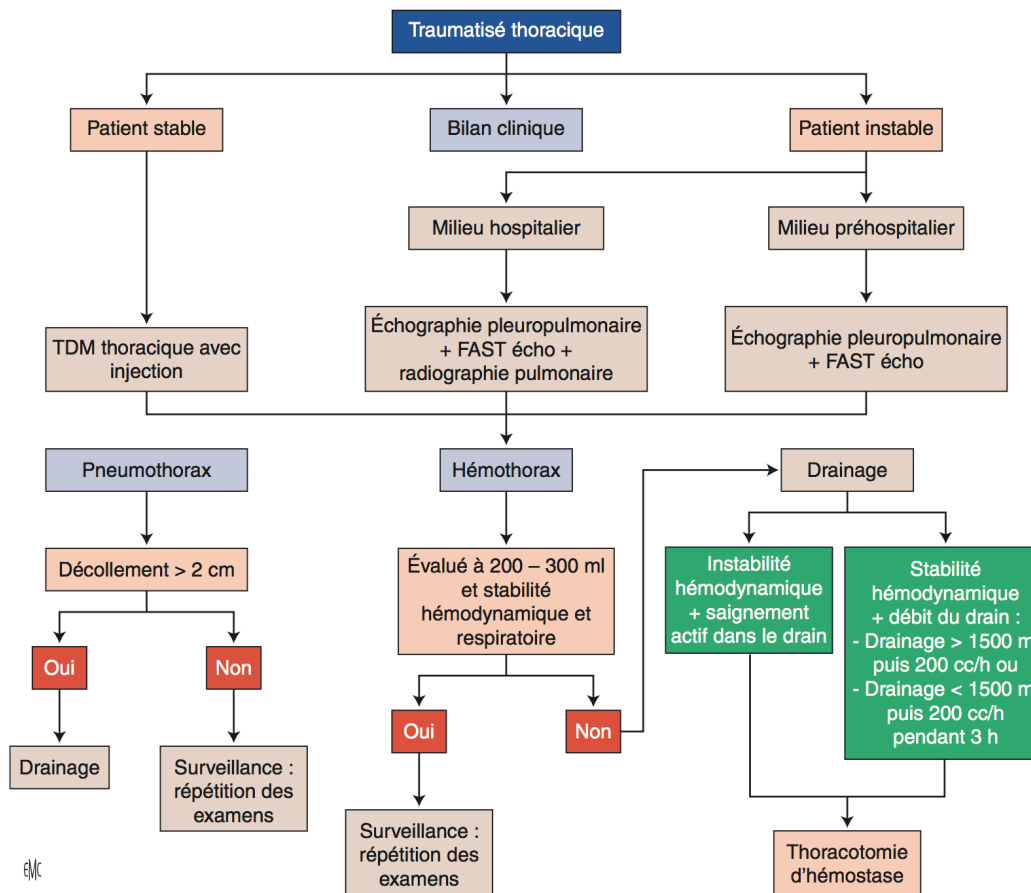 Traumatisé thoracique
Patient stable
Bilan clinique
Patient instable
Milieu hospitalier
Milieu préhospitalier
TDM thoracique avec
injection
Échographie pleuropulmonaire
+ FAST écho +
radiographie pulmonaire
Échographie pleuropulmonaire
+ FAST écho
Pneumothorax
Hémothorax
Drainage
Décollement > 2 cm
Évalué à 200 – 300 ml
et stabilité
hémodynamique et
respiratoire
Instabilité
hémodynamique
+ saignement
actif dans le drain
Stabilité
hémodynamique
+ débit du drain :
- Drainage > 1500 m
puis 200 cc/h ou
- Drainage < 1500 m
puis 200 cc/h
pendant 3 h
Oui
Non
Oui
Non
Drainage
Surveillance :
répétition des
examens
Surveillance :
répétition des
examens
Thoracotomie
d'hémostase
EMC